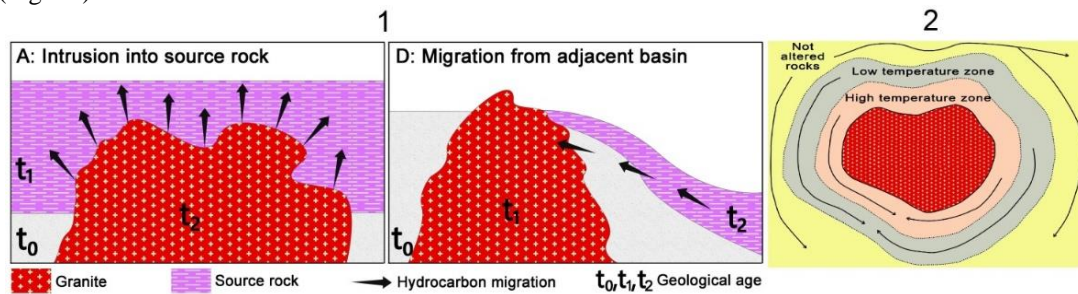 1
2
A: Intrusion into source rock
D: Migration from adjacent basin
Not
altered
rocks
Low temperature zone
High temperature zone
t1
t2
t0
t1
t2
t0
Granite
Source rock
Hydrocarbon migration
t0,t1,t2 Geological age